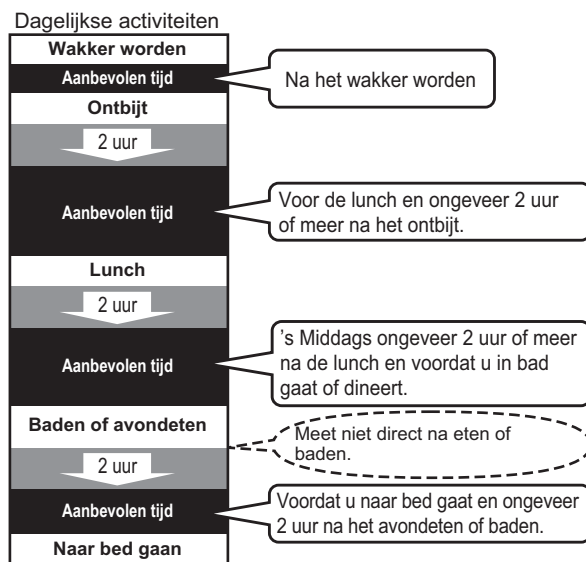 Dagelijkse activiteiten
Wakker worden
Aanbevolen tijd
Na het wakker worden
Ontbijt
2 uur
Aanbevolen tijd
Voor de lunch en ongeveer 2 uur
of meer na het ontbijt.
Lunch
2 uur
Aanbevolen tijd
's Middags ongeveer 2 uur of meer
na de lunch en voordat u in bad
gaat of dineert.
Baden of avondeten
Meet niet direct na eten of
baden.
2 uur
Aanbevolen tijd
Voordat u naar bed gaat en ongeveer
2 uur na het avondeten of baden.
Naar bed gaan